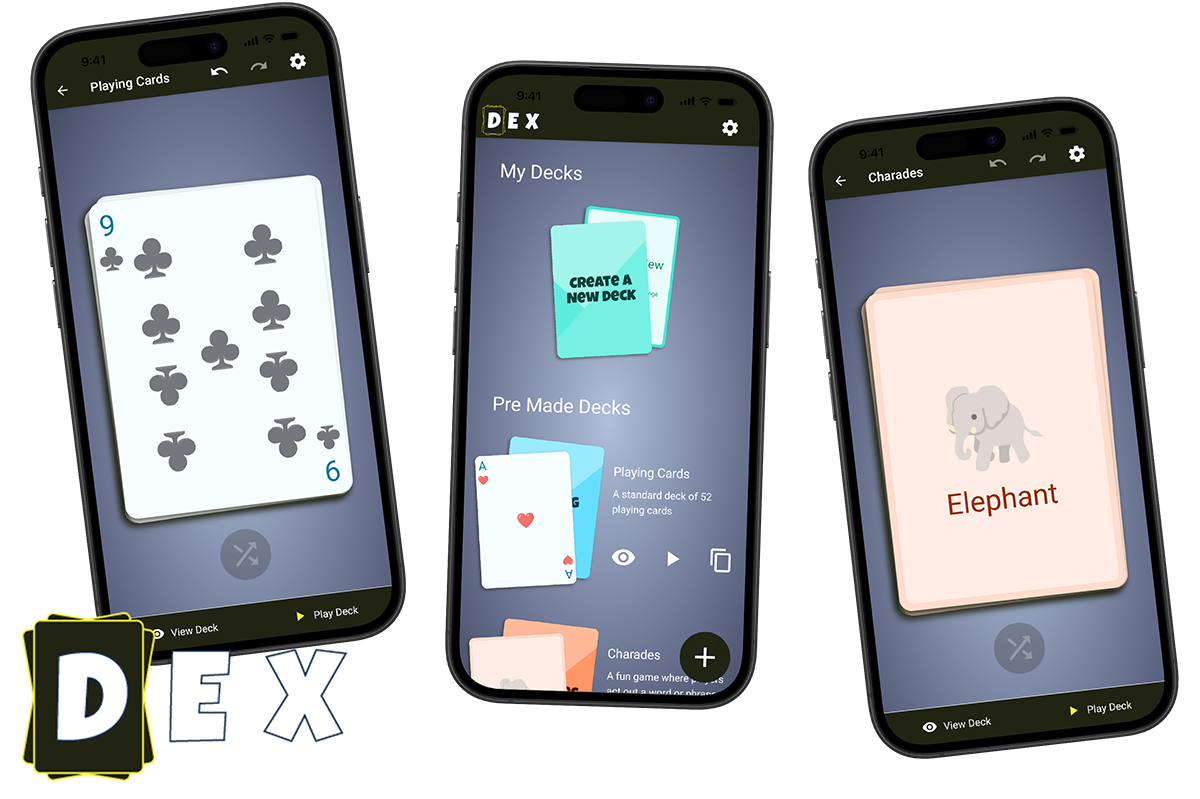 9:41
Playing Cards
9
9
View Deck
Play Deck
DEX
9:41
DEX
My Decks
CREATE A
NEW DECK
Pre Made Decks
A
A
Playing Cards
A standard deck of 52
playing cards
Charades
A fun game where players
act out a word or phrase
9:41
Charades
Elephant
View Deck
Play Deck